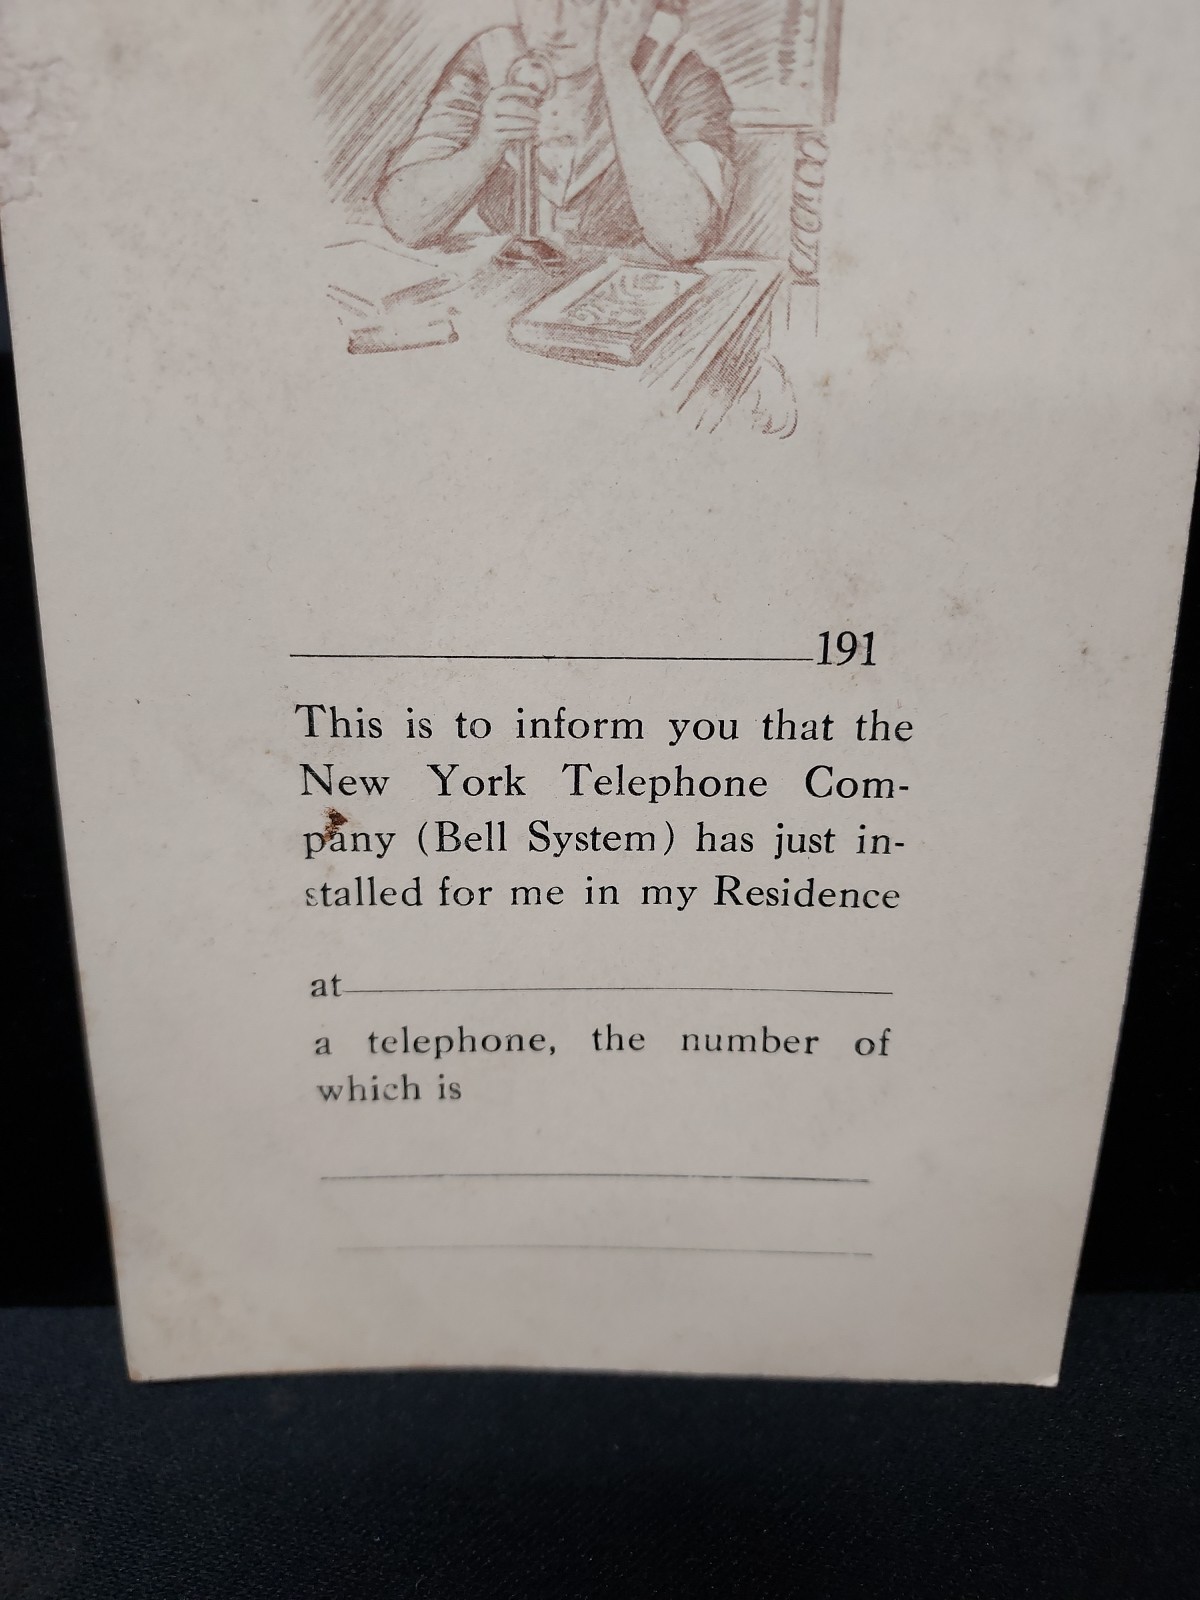 191
This is to inform you that the
New York Telephone Com-
pany (Bell System) has just in-
stalled for me in my Residence
at
a telephone, the number of
which is